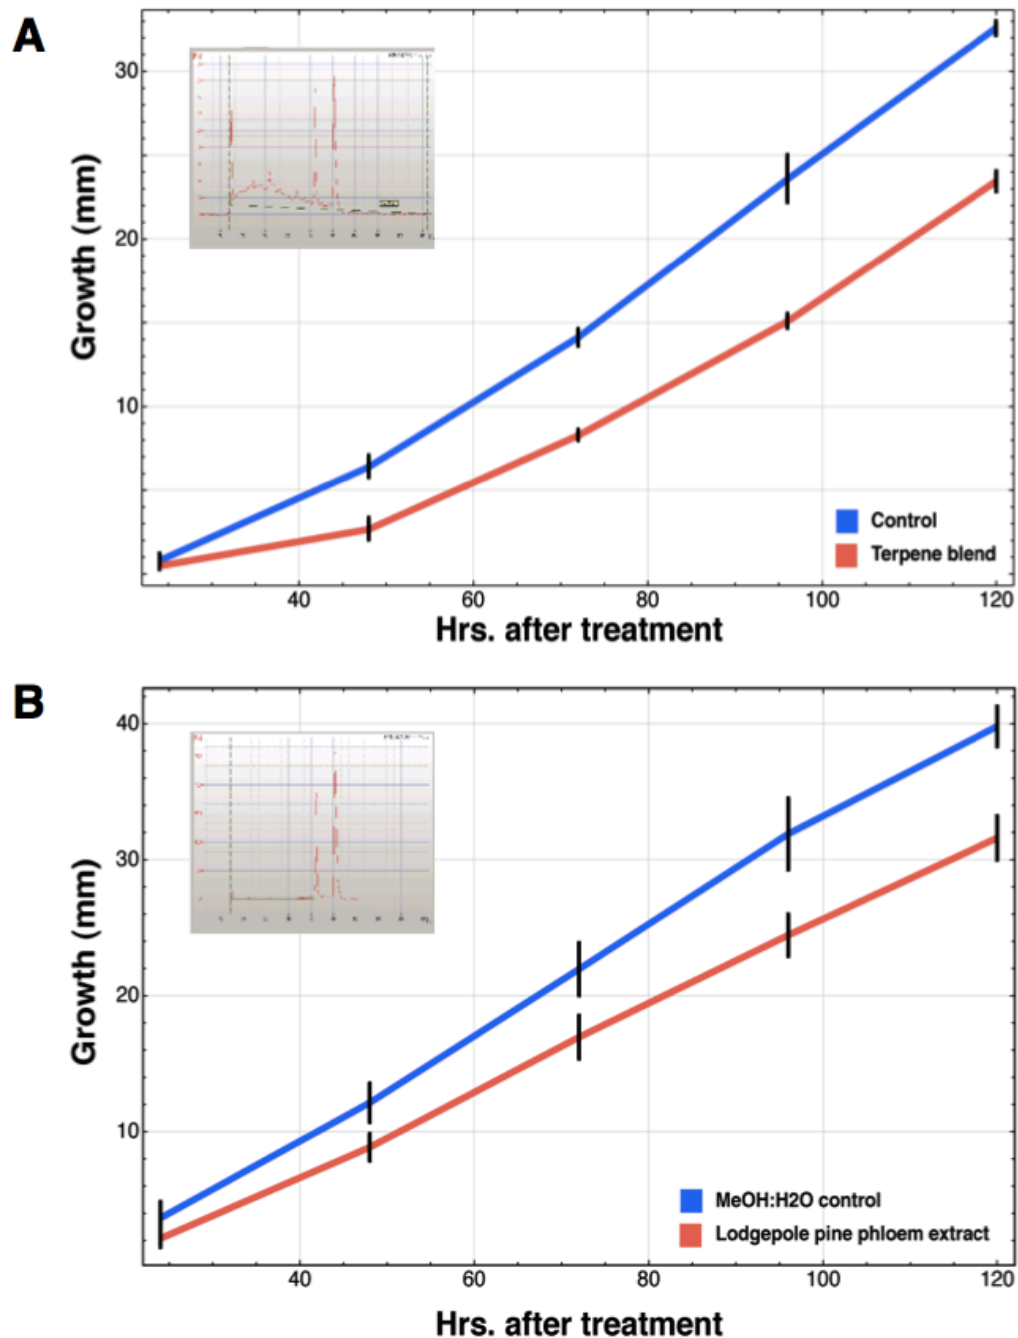 A
30
20
10
Growth (mm)
Control
Terpene blend
40 60 80 100 120
Hrs. after treatment
B
40
30
20
10
Growth (mm)
MeOH:H2O control
Lodgepole pine phloem extract
40 60 80 100 120
Hrs. after treatment